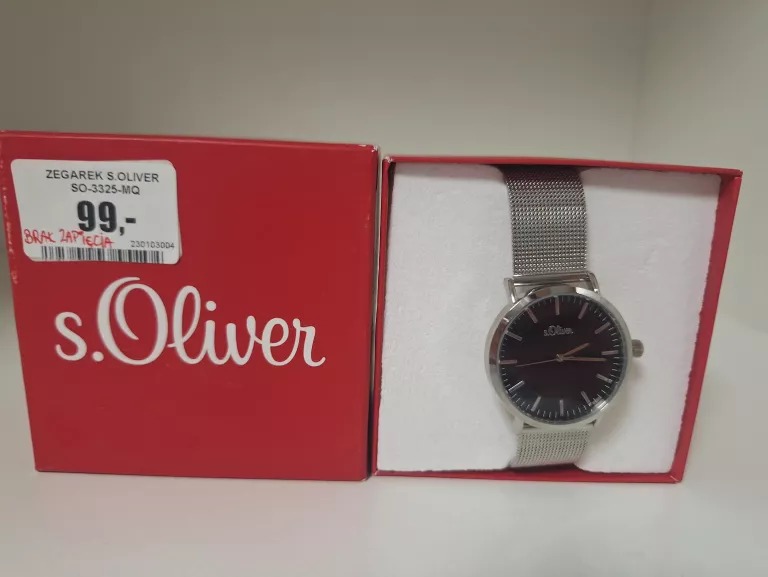 ZEGAREK S.OLIVER
SO-3325-MQ
99,-
BRAK ZAPIĘCIA
230103004
s.Oliver
s.Oliver